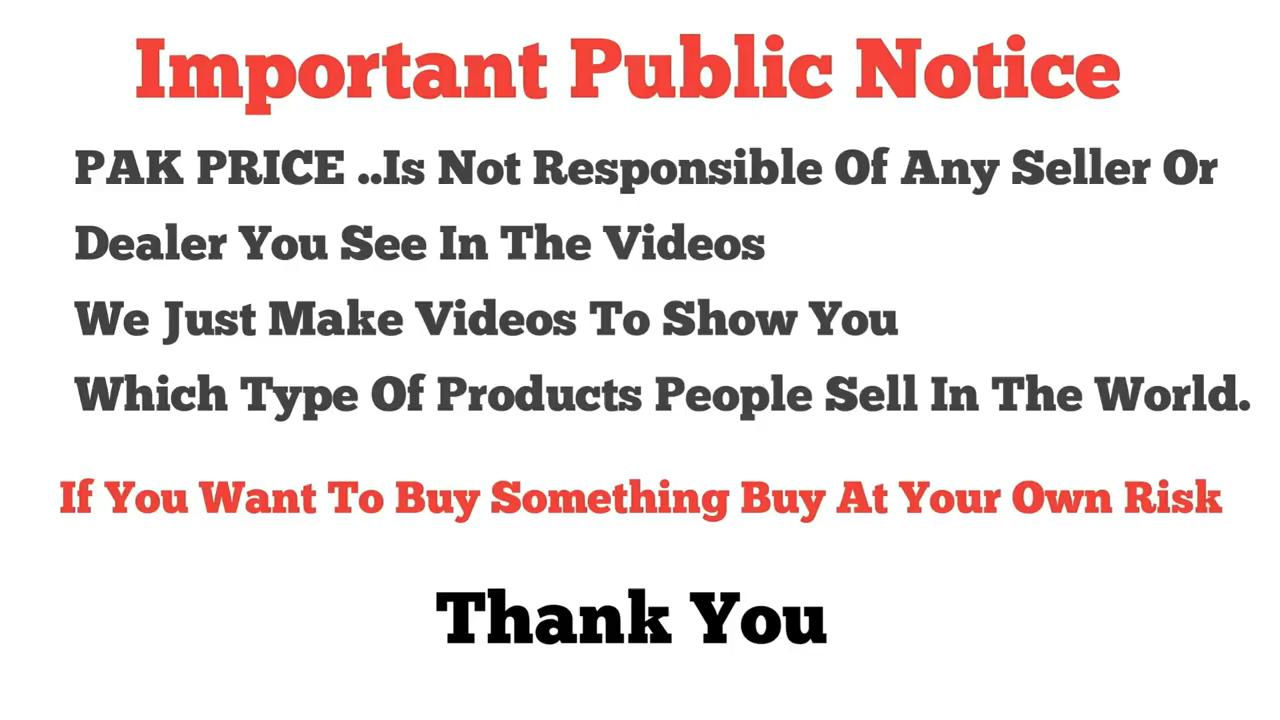 Important Public Notice
PAK PRICE ..Is Not Responsible Of Any Seller Or
Dealer You See In The Videos
We Just Make Videos To Show You
Which Type Of Products People Sell In The World.
If You Want To Buy Something Buy At Your Own Risk
Thank You